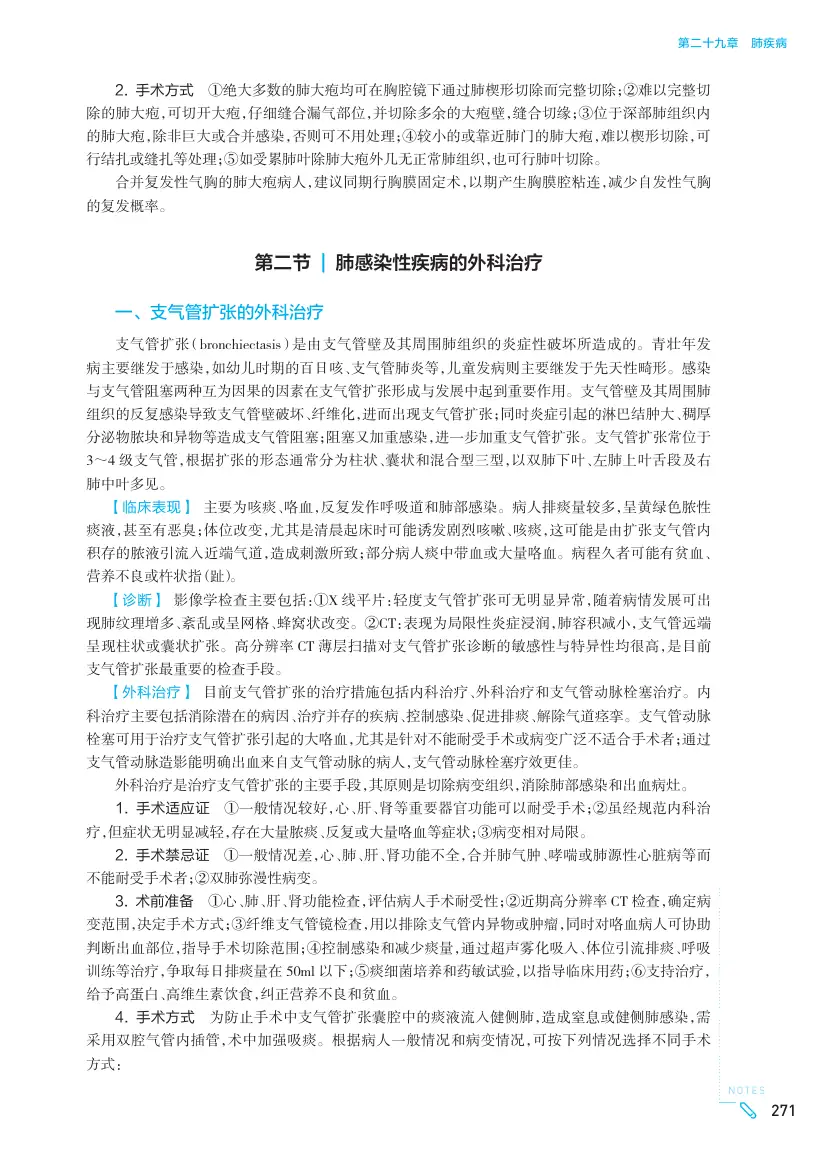 第二十九章　肺疾病
2. 手术方式　①绝大多数的肺大疱均可在胸腔镜下通过肺楔形切除而完整切除;②难以完整切
除的肺大疱,可切开大疱,仔细缝合漏气部位,并切除多余的大疱壁,缝合切缘;③位于深部肺组织内
的肺大疱,除非巨大或合并感染,否则可不用处理;④较小的或靠近肺门的肺大疱,难以楔形切除,可
行结扎或缝扎等处理;⑤如受累肺叶除肺大疱外几无正常肺组织,也可行肺叶切除。
合并复发性气胸的肺大疱病人,建议同期行胸膜固定术,以期产生胸膜腔粘连,减少自发性气胸
的复发概率。
第二节 | 肺感染性疾病的外科治疗
一、支气管扩张的外科治疗
支气管扩张(bronchiectasis)是由支气管壁及其周围肺组织的炎症性破坏所造成的。青壮年发
病主要继发于感染,如幼儿时期的百日咳、支气管肺炎等,儿童发病则主要继发于先天性畸形。感染
与支气管阻塞两种互为因果的因素在支气管扩张形成与发展中起到重要作用。支气管壁及其周围肺
组织的反复感染导致支气管壁破坏、纤维化,进而出现支气管扩张;同时炎症引起的淋巴结肿大、稠厚
分泌物脓块和异物等造成支气管阻塞;阻塞又加重感染,进一步加重支气管扩张。支气管扩张常位于
3～4 级支气管,根据扩张的形态通常分为柱状、囊状和混合型三型,以双肺下叶、左肺上叶舌段及右
肺中叶多见。
【临床表现】 主要为咳痰、咯血,反复发作呼吸道和肺部感染。病人排痰量较多,呈黄绿色脓性
痰液,甚至有恶臭;体位改变,尤其是清晨起床时可能诱发剧烈咳嗽、咳痰,这可能是由扩张支气管内
积存的脓液引流入近端气道,造成刺激所致;部分病人痰中带血或大量咯血。病程久者可能有贫血、
营养不良或杵状指(趾)。
【诊断】 影像学检查主要包括:①X 线平片:轻度支气管扩张可无明显异常,随着病情发展可出
现肺纹理增多、紊乱或呈网格、蜂窝状改变。②CT:表现为局限性炎症浸润,肺容积减小,支气管远端
呈现柱状或囊状扩张。高分辨率 CT 薄层扫描对支气管扩张诊断的敏感性与特异性均很高,是目前
支气管扩张最重要的检查手段。
【外科治疗】 目前支气管扩张的治疗措施包括内科治疗、外科治疗和支气管动脉栓塞治疗。内
科治疗主要包括消除潜在的病因、治疗并存的疾病、控制感染、促进排痰、解除气道痉挛。支气管动脉
栓塞可用于治疗支气管扩张引起的大咯血,尤其是针对不能耐受手术或病变广泛不适合手术者;通过
支气管动脉造影能明确出血来自支气管动脉的病人,支气管动脉栓塞疗效更佳。
外科治疗是治疗支气管扩张的主要手段,其原则是切除病变组织,消除肺部感染和出血病灶。
1. 手术适应证　①一般情况较好,心、肝、肾等重要器官功能可以耐受手术;②虽经规范内科治
疗,但症状无明显减轻,存在大量脓痰、反复或大量咯血等症状;③病变相对局限。
2. 手术禁忌证　①一般情况差,心、肺、肝、肾功能不全,合并肺气肿、哮喘或肺源性心脏病等而
不能耐受手术者;②双肺弥漫性病变。
3. 术前准备　①心、肺、肝、肾功能检查,评估病人手术耐受性;②近期高分辨率 CT 检查,确定病
变范围,决定手术方式;③纤维支气管镜检查,用以排除支气管内异物或肿瘤,同时对咯血病人可协助
判断出血部位,指导手术切除范围;④控制感染和减少痰量,通过超声雾化吸入、体位引流排痰、呼吸
训练等治疗,争取每日排痰量在 50ml 以下;⑤痰细菌培养和药敏试验,以指导临床用药;⑥支持治疗,
给予高蛋白、高维生素饮食,纠正营养不良和贫血。
4. 手术方式　为防止手术中支气管扩张囊腔中的痰液流入健侧肺,造成窒息或健侧肺感染,需
采用双腔气管内插管,术中加强吸痰。根据病人一般情况和病变情况,可按下列情况选择不同手术
方式:
NOTES
271